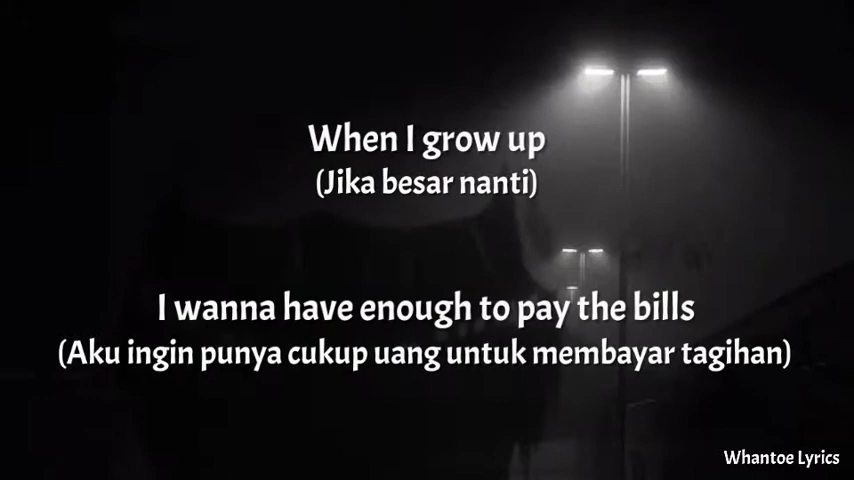 When I grow up
(Jika besar nanti)
I wanna have enough to pay the bills
(Aku ingin punya cukup uang untuk membayar tagihan)
Whantoe Lyrics